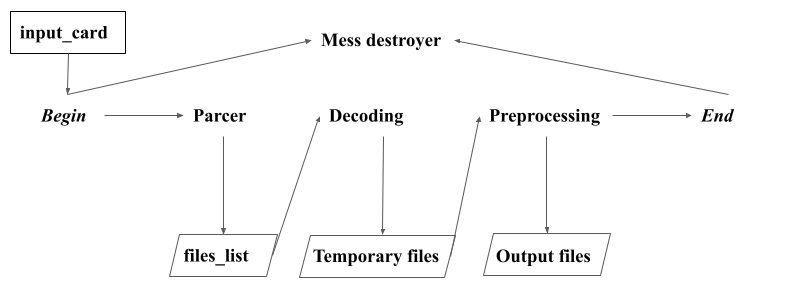 input_card
Mess destroyer
Begin
Parcer
Decoding
Preprocessing
End
files_list
Temporary files
Output files